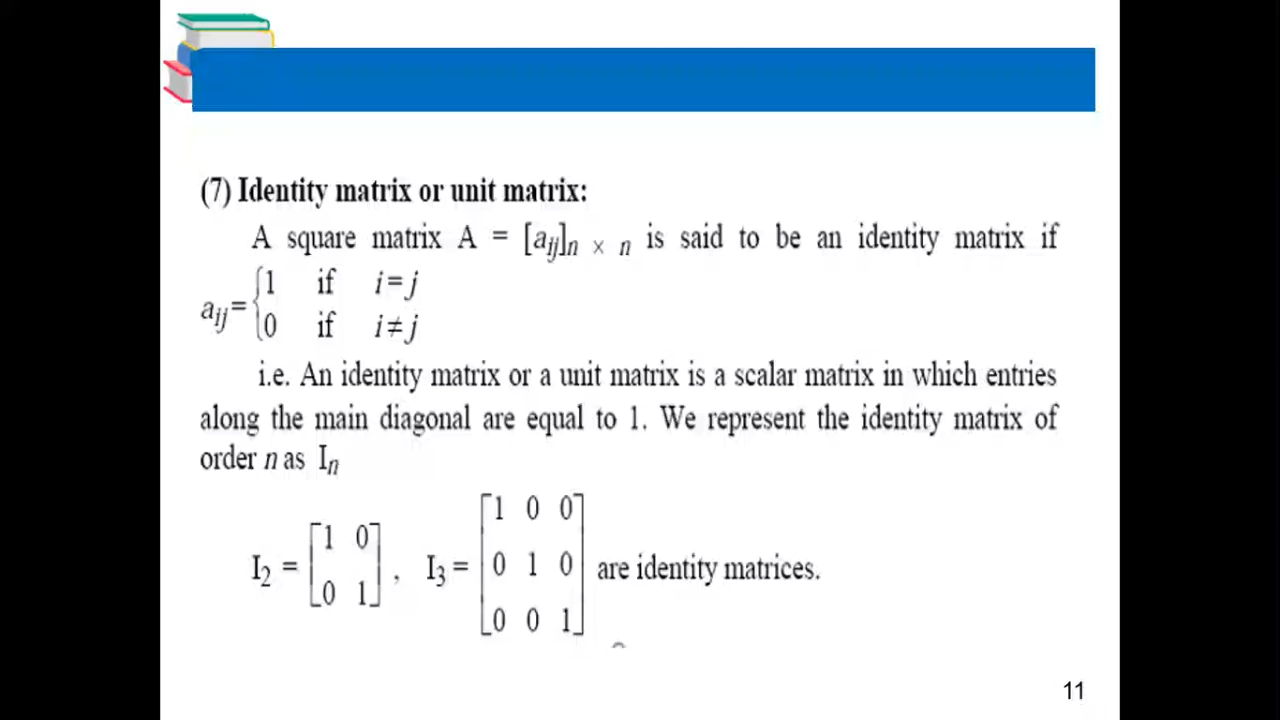 (7) Identity matrix or unit matrix:
A square matrix A = [aij]n × n is said to be an identity matrix if
aij = {1 if i = j
{0 if i ≠ j
i.e. An identity matrix or a unit matrix is a scalar matrix in which entries
along the main diagonal are equal to 1. We represent the identity matrix of
order n as In
I2 = [1 0
0 1] , I3 = [1 0 0
0 1 0
0 0 1] are identity matrices.
11